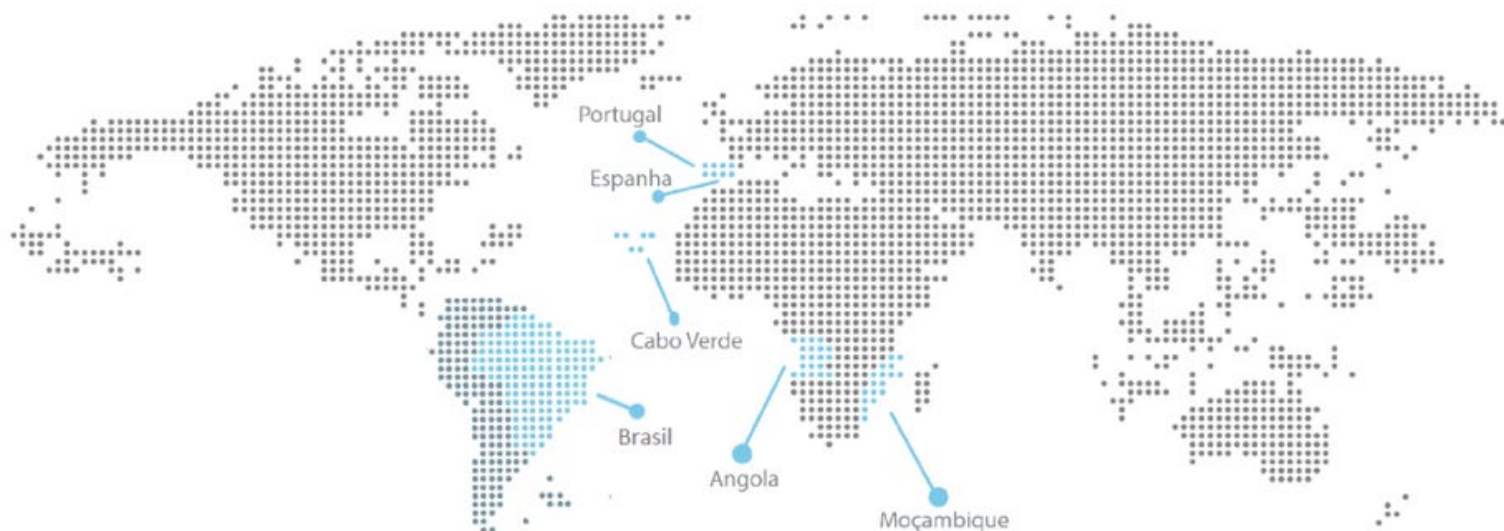 Portugal
Espanha
Cabo Verde
Brasil
Angola
Moçambique